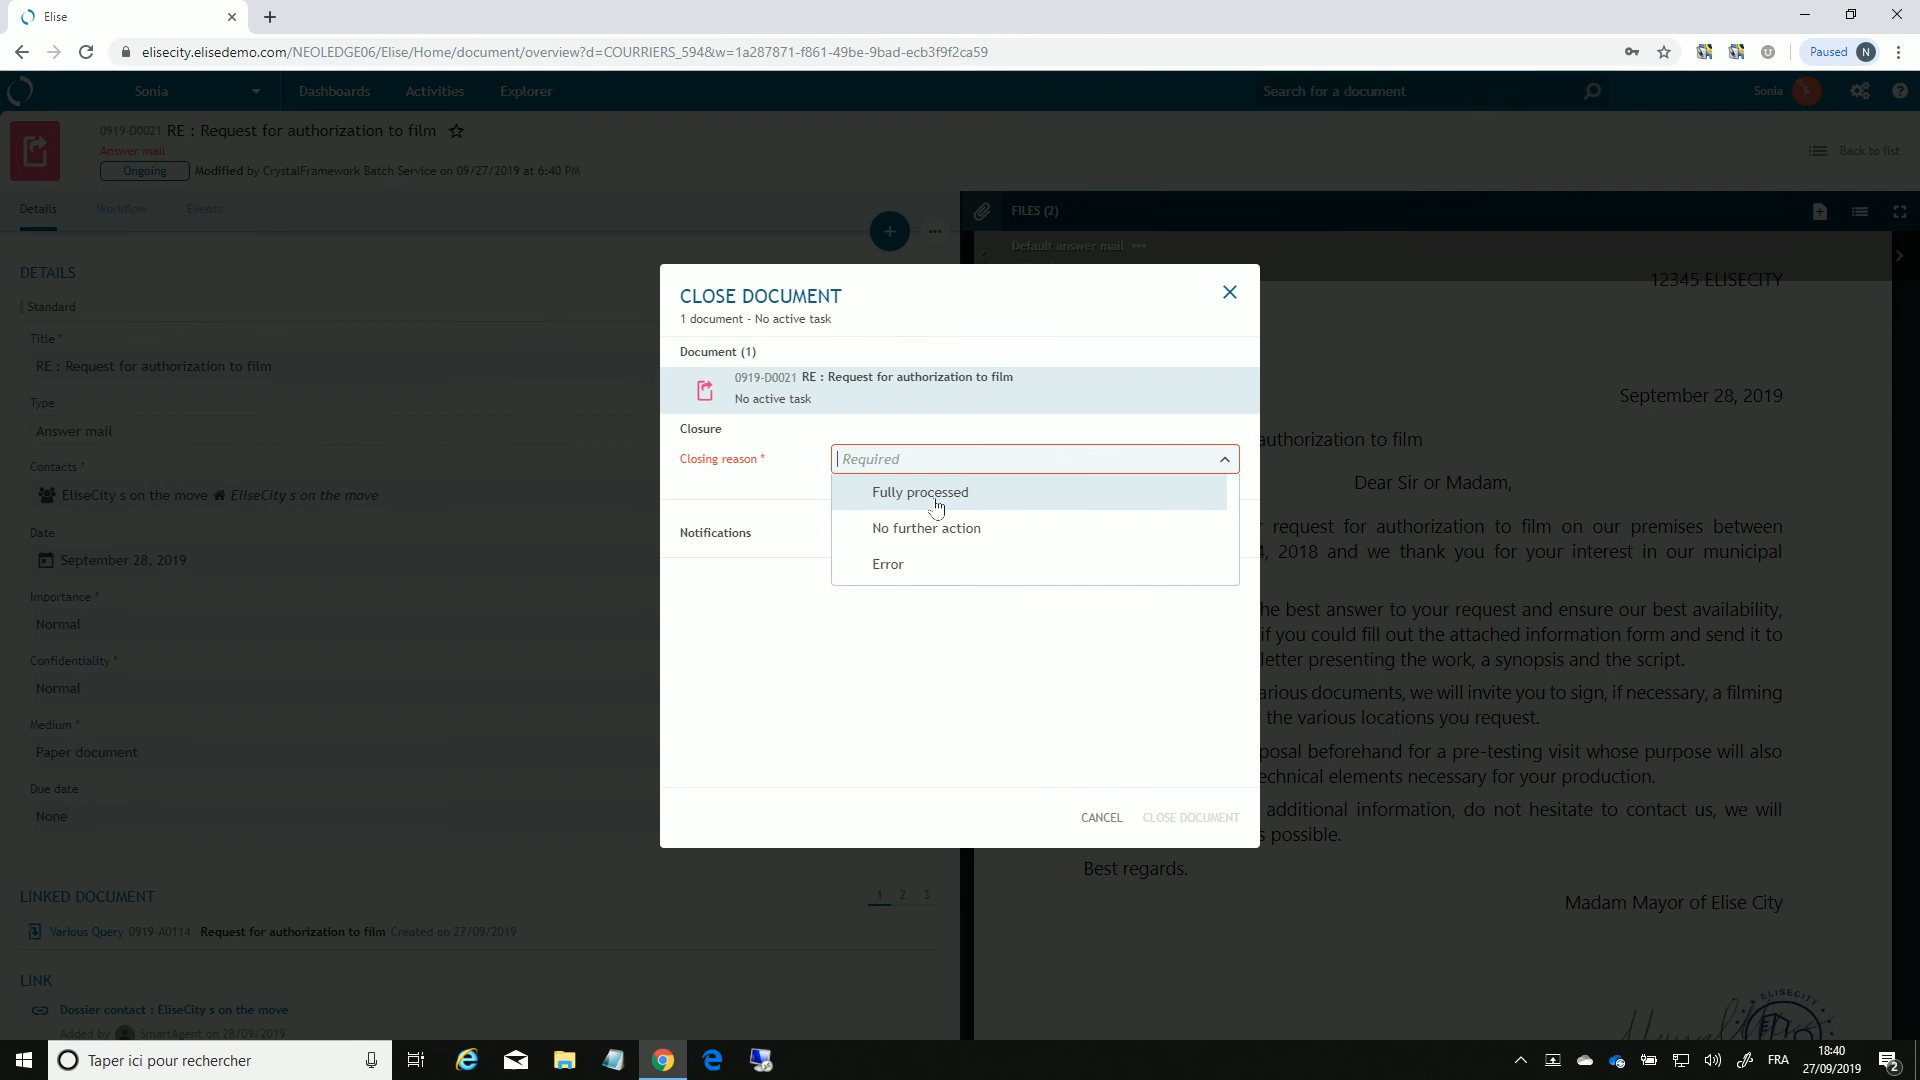 Elise
elisecity.elisedemo.com/NEOLEDGE06/Elise/Home/document/overview?d=COURRIERS_594&w=1a287871-f861-49be-9bad-ecb3f9f2ca59
Paused N
Sonia
Dashboards
Activities
Explorer
Search for a document
Sonia
0919-D0021 RE : Request for authorization to film
Answer mail
Ongoing
Modified by CrystalFramework Batch Service on 09/27/2019 at 6:40 PM
Back to list
Details
Workflow
Events
FILES (2)
Default answer mail
DETAILS
Standard
Title *
RE : Request for authorization to film
Type
Answer mail
Contacts *
EliseCity s on the move EliseCity s on the move
Date
September 28, 2019
Importance *
Normal
Confidentiality *
Normal
Medium *
Paper document
Due date
None
LINKED DOCUMENT
1 2 3
Various Query 0919-A0114 Request for authorization to film Created on 27/09/2019
LINK
Dossier contact : EliseCity s on the move
Added by SmartAgent on 28/09/2019
CLOSE DOCUMENT
1 document - No active task
Document (1)
0919-D0021 RE : Request for authorization to film
No active task
Closure
Closing reason *
Required
Fully processed
No further action
Error
Notifications
CANCEL
CLOSE DOCUMENT
12345 ELISECITY
September 28, 2019
authorization to film
Dear Sir or Madam,
request for authorization to film on our premises between
4, 2018 and we thank you for your interest in our municipal
he best answer to your request and ensure our best availability,
if you could fill out the attached information form and send it to
letter presenting the work, a synopsis and the script.
arious documents, we will invite you to sign, if necessary, a filming
the various locations you request.
posal beforehand for a pre-testing visit whose purpose will also
echnical elements necessary for your production.
additional information, do not hesitate to contact us, we will
s possible.
Best regards.
Madam Mayor of Elise City
ELISECITY
Taper ici pour rechercher
FRA
18:40
27/09/2019
2